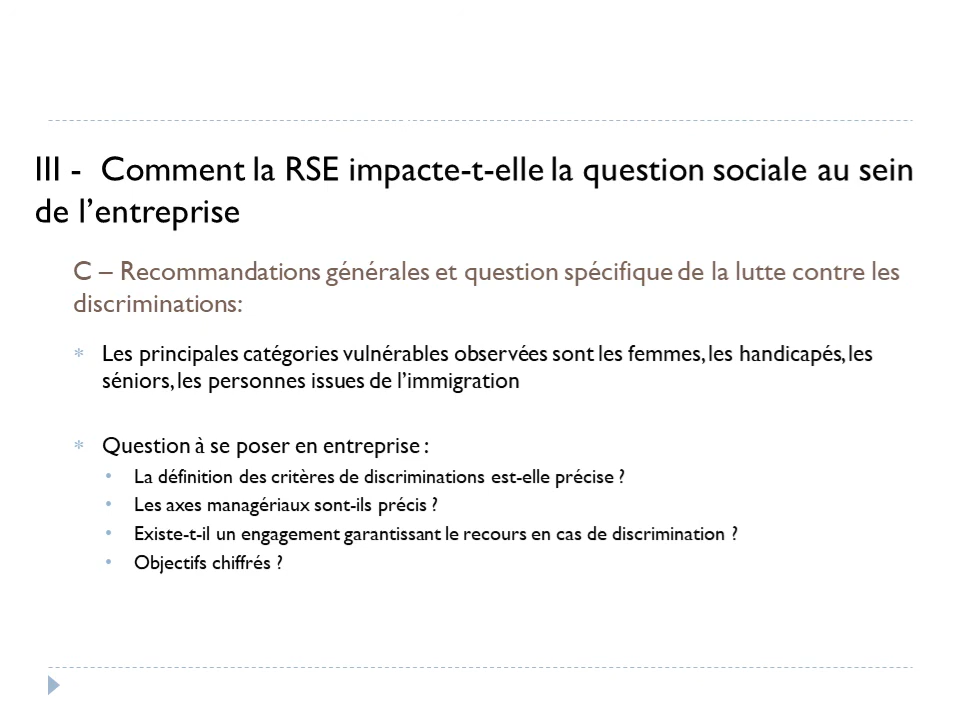 III - Comment la RSE impacte-t-elle la question sociale au sein
de l’entreprise
C – Recommandations générales et question spécifique de la lutte contre les
discriminations:
* Les principales catégories vulnérables observées sont les femmes, les handicapés, les
séniors, les personnes issues de l’immigration
* Question à se poser en entreprise :
• La définition des critères de discriminations est-elle précise ?
• Les axes managériaux sont-ils précis ?
• Existe-t-il un engagement garantissant le recours en cas de discrimination ?
• Objectifs chiffrés ?